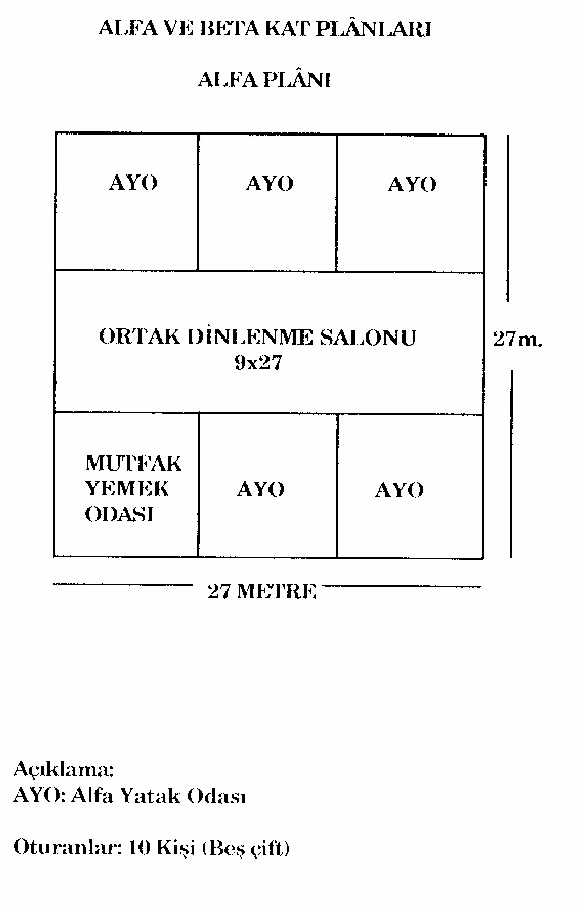 ALFA VE BETA KAT PLÂNLARI
ALFA PLÂNI
AYO AYO AYO
ORTAK DİNLENME SALONU
9x27
27m.
MUTFAK
YEMEK
ODASI
AYO AYO
27 METRE
Açıklama:
AYO: Alfa Yatak Odası
Oturanlar: 10 Kişi (Beş çift)